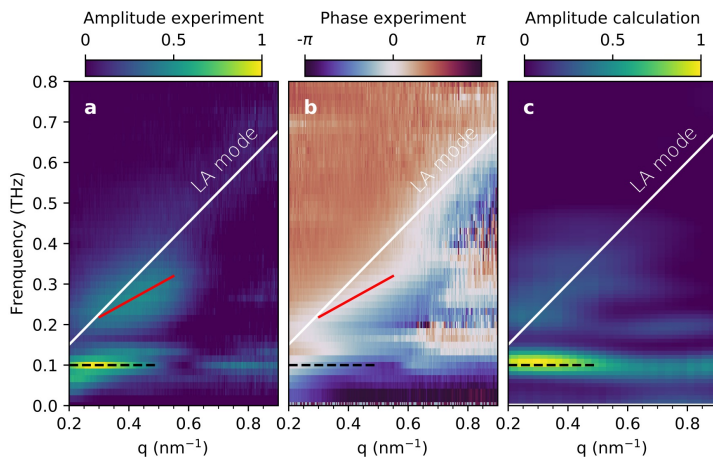 Amplitude experiment
Phase experiment
Amplitude calculation
0 0.5 1
-π 0 π
0 0.5 1
a
b
c
LA mode
LA mode
LA mode
Frenquency (THz)
0.8
0.7
0.6
0.5
0.4
0.3
0.2
0.1
0.0
0.2 0.4 0.6 0.8
0.2 0.4 0.6 0.8
0.2 0.4 0.6 0.8
q (nm⁻¹)
q (nm⁻¹)
q (nm⁻¹)